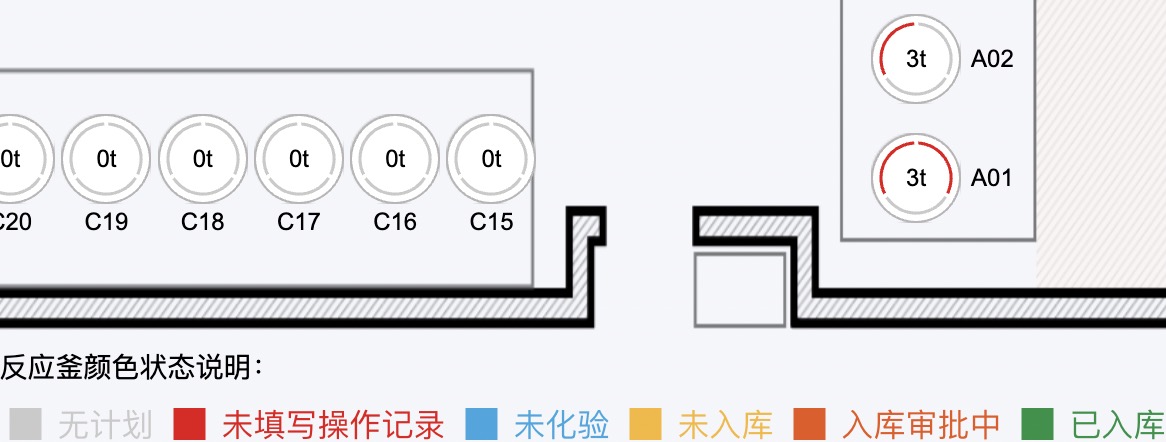 3t A02
0t 0t 0t 0t 0t 0t
3t A01
C20 C19 C18 C17 C16 C15
反应釜颜色状态说明：
无计划 未填写操作记录 未化验 未入库 入库审批中 已入库